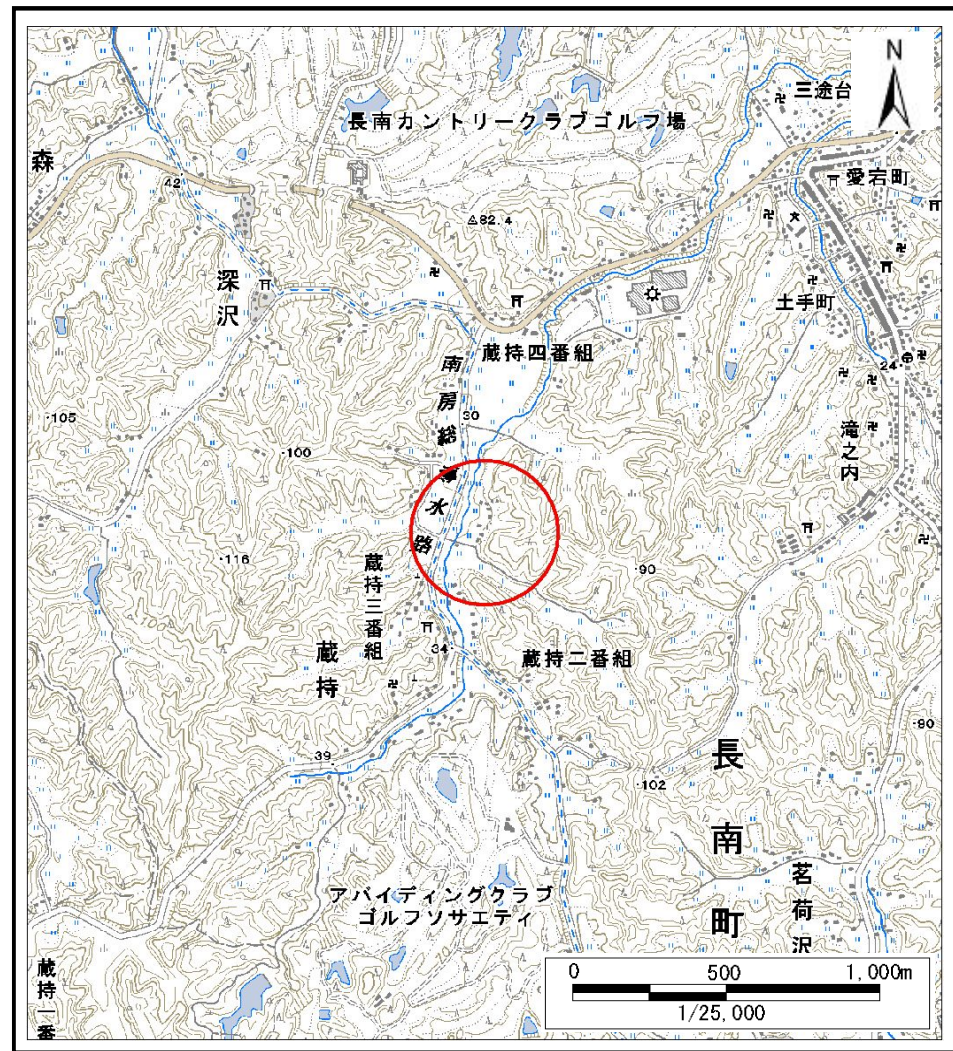 N
三途台
長南カントリークラブゴルフ場
森
愛宕町
42
82.4
深沢
土手町
蔵持四番組
24
南房総導水路
30
105
100
滝之内
116
蔵持三番組
90
34
蔵持
蔵持二番組
80
39
長南町
102
茗荷沢
アバイディングクラブ
ゴルフソサエティ
蔵持一番
0 500 1,000m
1/25,000